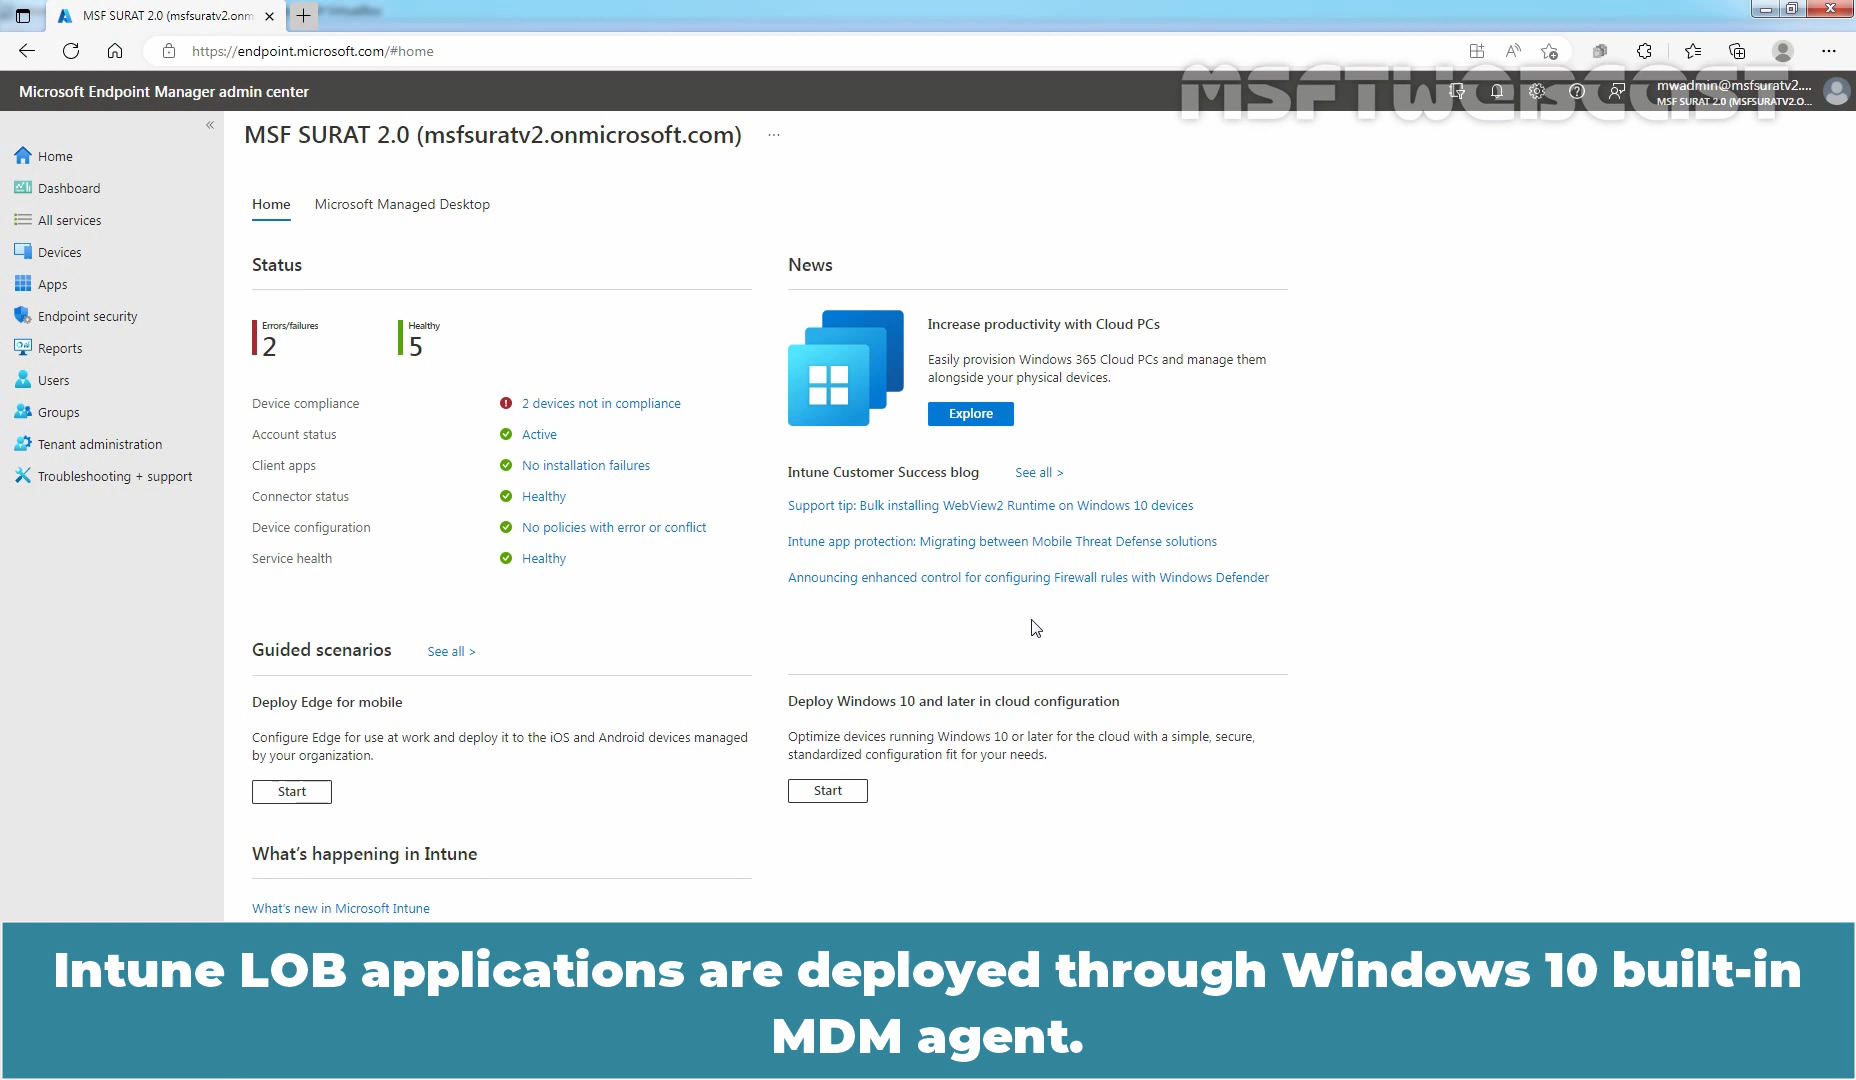 MSF SURAT 2.0 (msfsuratv2.onm
https://endpoint.microsoft.com/#home
MSFTWEBCAST
Microsoft Endpoint Manager admin center
mwadmin@msfsuratv2....
MSF SURAT 2.0 (MSFSURATV2.O...
MSF SURAT 2.0 (msfsuratv2.onmicrosoft.com)
Home
Dashboard
All services
Devices
Apps
Endpoint security
Reports
Users
Groups
Tenant administration
Troubleshooting + support
Home Microsoft Managed Desktop
Status
Errors/failures
2
Healthy
5
Device compliance 2 devices not in compliance
Account status Active
Client apps No installation failures
Connector status Healthy
Device configuration No policies with error or conflict
Service health Healthy
News
Increase productivity with Cloud PCs
Easily provision Windows 365 Cloud PCs and manage them
alongside your physical devices.
Explore
Intune Customer Success blog See all >
Support tip: Bulk installing WebView2 Runtime on Windows 10 devices
Intune app protection: Migrating between Mobile Threat Defense solutions
Announcing enhanced control for configuring Firewall rules with Windows Defender
Guided scenarios See all >
Deploy Edge for mobile
Configure Edge for use at work and deploy it to the iOS and Android devices managed
by your organization.
Start
Deploy Windows 10 and later in cloud configuration
Optimize devices running Windows 10 or later for the cloud with a simple, secure,
standardized configuration fit for your needs.
Start
What's happening in Intune
What's new in Microsoft Intune
Intune LOB applications are deployed through Windows 10 built-in
MDM agent.